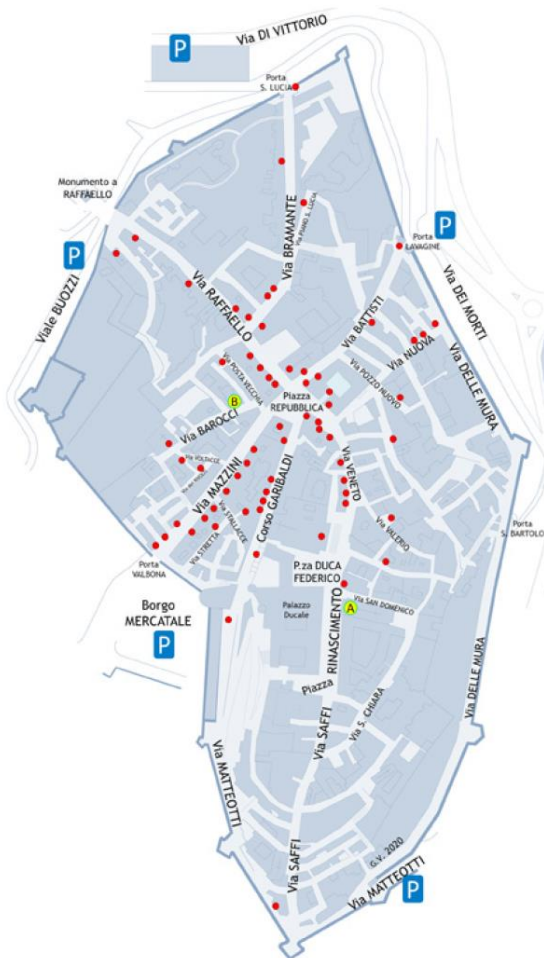 Via DI VITTORIO
P
Porta
S. LUCIA
Monumento a
RAFFAELLO
Via BRAMANTE
Via PIANO S. LUCIA
P
Porta
LAVAGINE
P
Viale BUOZZI
Via RAFFAELLO
Via BATTISTI
Via DEI MORTI
Via NUOVA
Via DELLE MURA
Via POSTA VECCHIA
Via POZZO NUOVO
B
Piazza
REPUBBLICA
Via BAROCCI
Via VOLTACCE
Via MAZZINI
Corso GARIBALDI
Via VENETO
Via STALLACCE
Via STRETTA
Via VALERIO
Porta
S. BARTOLO
Porta
VALBONA
P.za DUCA
FEDERICO
Borgo
MERCATALE
P
Palazzo
Ducale
A
Via SAN DOMENICO
RINASCIMENTO
Piazza
Via DELLE MURA
Via S. CHIARA
Via SAFFI
Via MATTEOTTI
G.V. 2020
Via SAFFI
Via MATTEOTTI
P